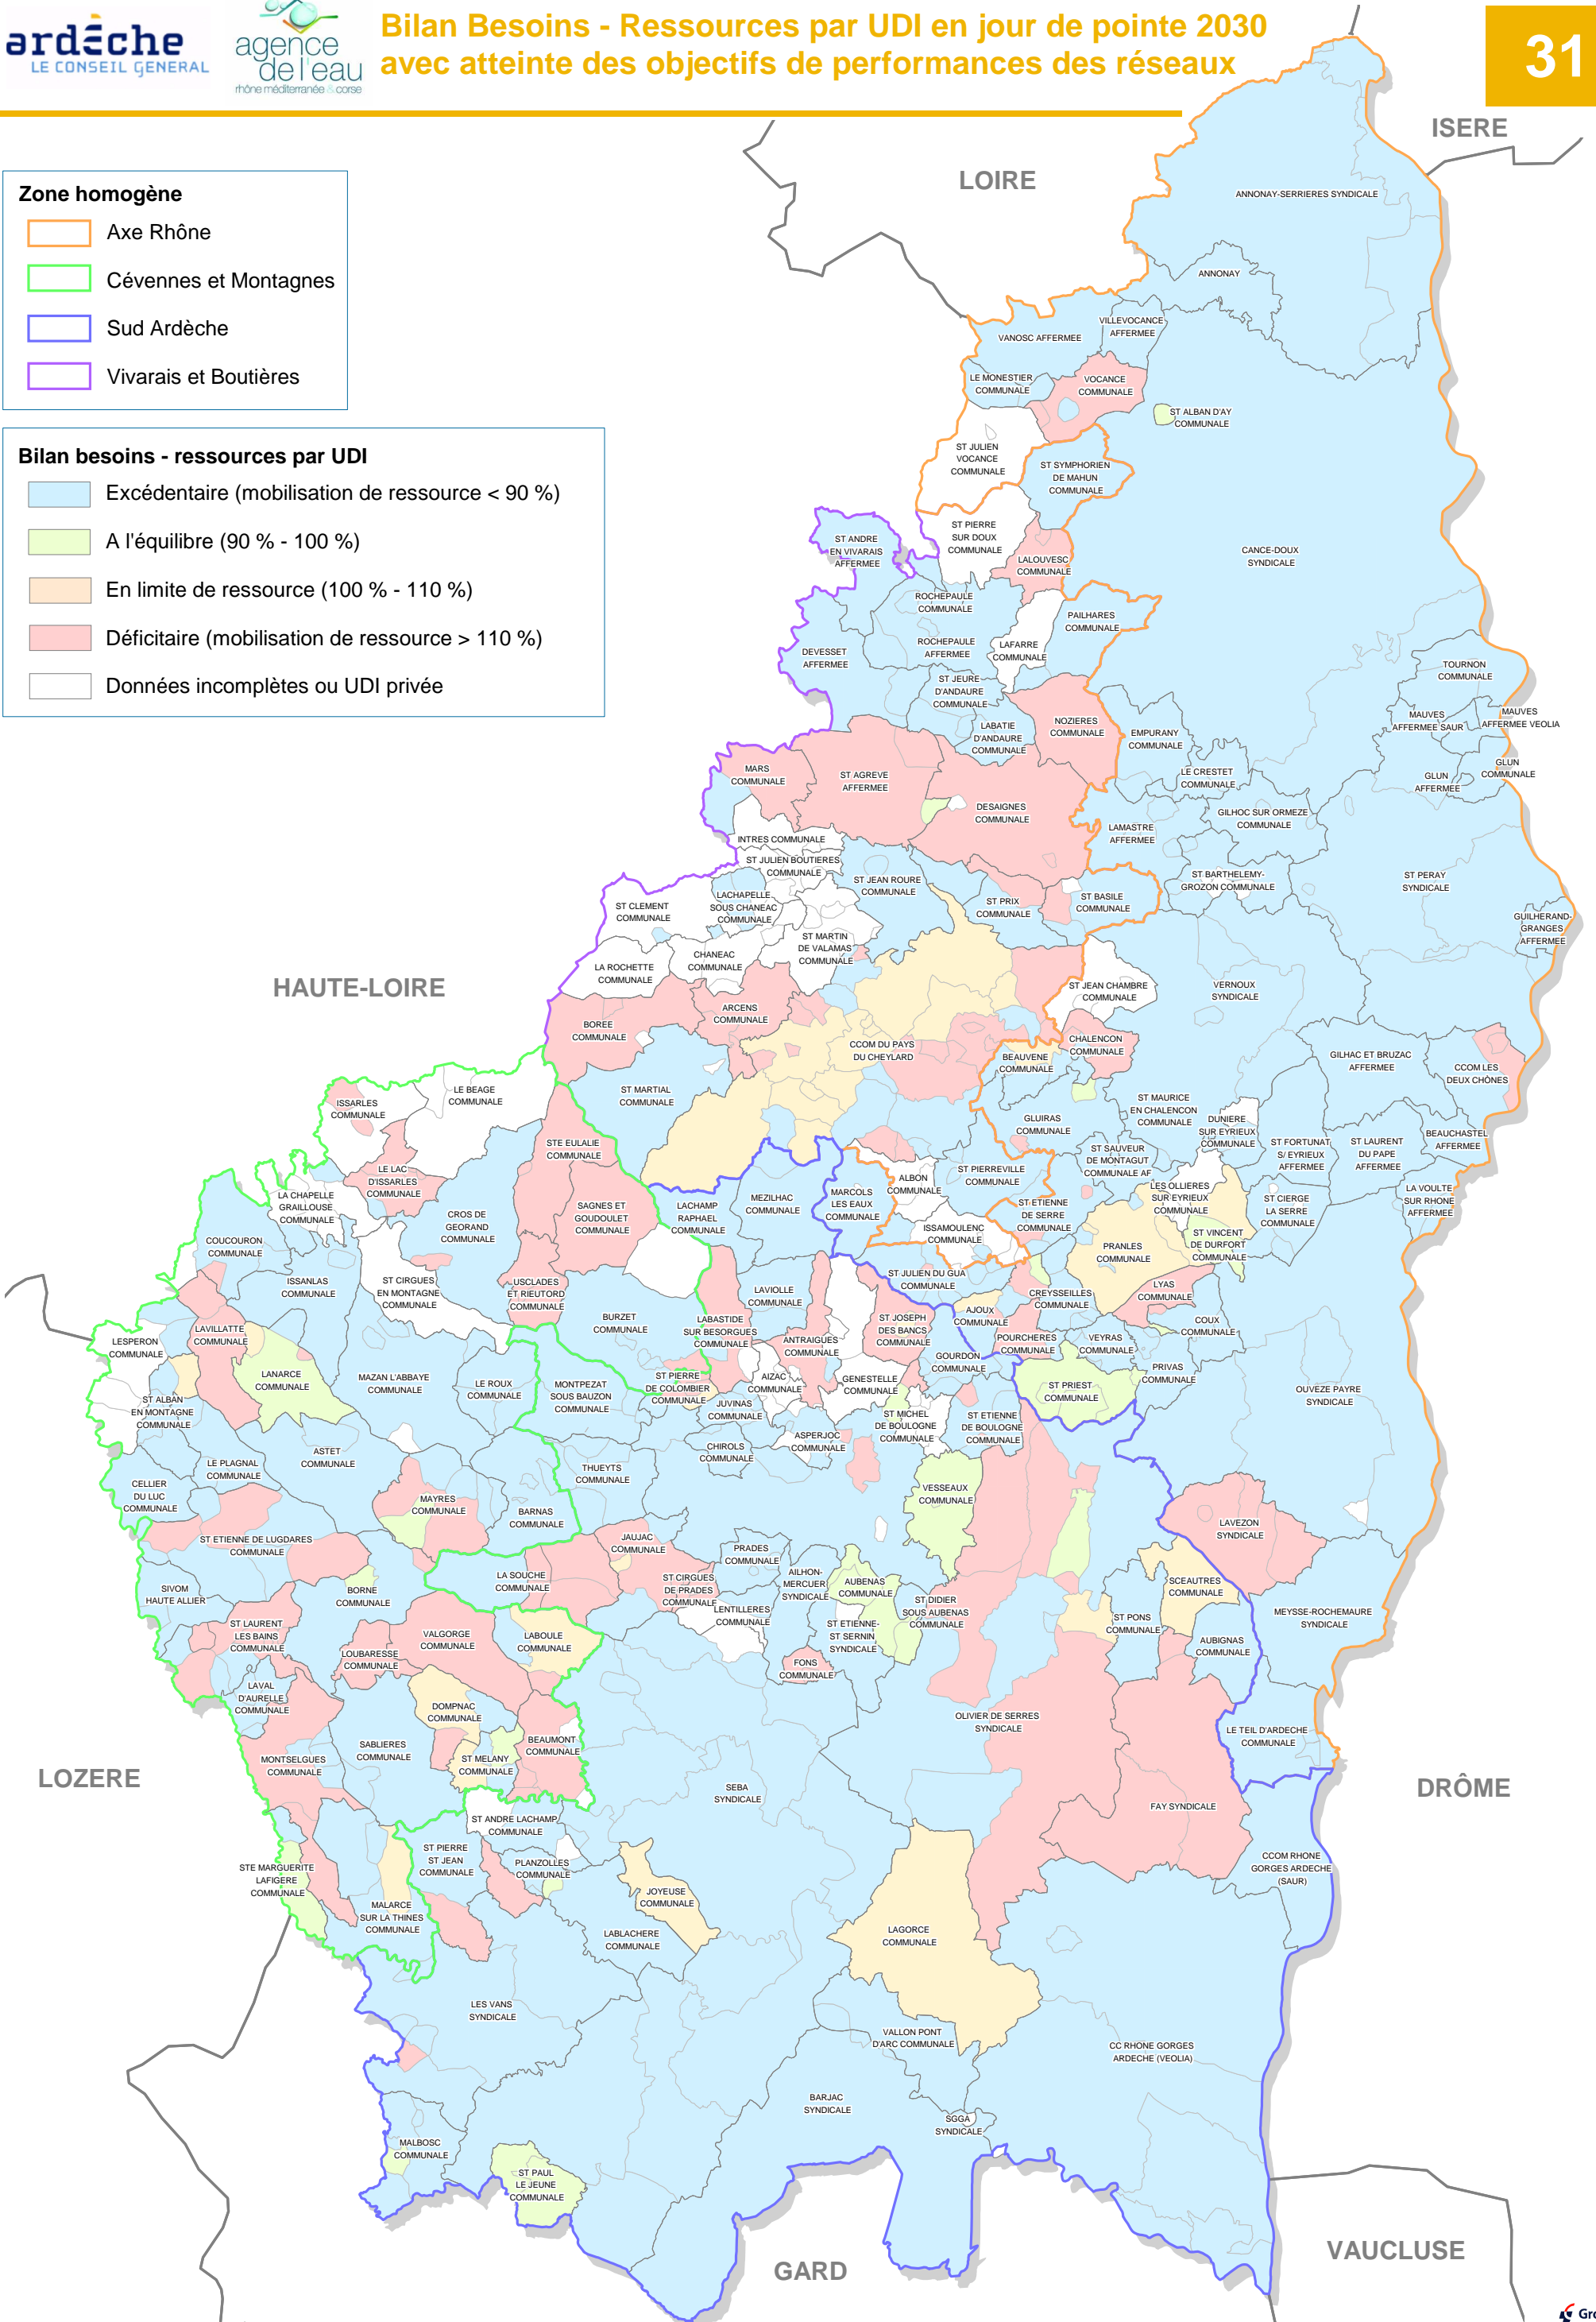 ardèche
LE CONSEIL GENERAL
agence
de l'eau
rhône méditerranée & corse
Bilan Besoins - Ressources par UDI en jour de pointe 2030
avec atteinte des objectifs de performances des réseaux
31
Zone homogène
Axe Rhône
Cévennes et Montagnes
Sud Ardèche
Vivarais et Boutières
Bilan besoins - ressources par UDI
Excédentaire (mobilisation de ressource < 90 %)
A l'équilibre (90 % - 100 %)
En limite de ressource (100 % - 110 %)
Déficitaire (mobilisation de ressource > 110 %)
Données incomplètes ou UDI privée
ISERE
LOIRE
HAUTE-LOIRE
LOZERE
DRÔME
GARD
VAUCLUSE
ANNONAY-SERRIERES SYNDICALE
ANNONAY
VILLEVOCANCE
AFFERMEE
VANOSC AFFERMEE
LE MONESTIER
COMMUNALE
VOCANCE
COMMUNALE
ST ALBAN D'AY
COMMUNALE
ST JULIEN
VOCANCE
COMMUNALE
ST SYMPHORIEN
DE MAHUN
COMMUNALE
ST PIERRE
SUR DOUX
COMMUNALE
ST ANDRE
EN VIVARAIS
AFFERMEE
LALOUVESC
COMMUNALE
CANCE-DOUX
SYNDICALE
ROCHEPAULE
COMMUNALE
PAILHARES
COMMUNALE
ROCHEPAULE
AFFERMEE
LAFARRE
COMMUNALE
DEVESSET
AFFERMEE
TOURNON
COMMUNALE
ST JEURE
D'ANDAURE
COMMUNALE
NOZIERES
COMMUNALE
LABATIE
D'ANDAURE
COMMUNALE
EMPURANY
COMMUNALE
MAUVES
AFFERMEE SAUR
MAUVES
AFFERMEE VEOLIA
MARS
COMMUNALE
ST AGREVE
AFFERMEE
LE CRESTET
COMMUNALE
GLUN
AFFERMEE
GLUN
COMMUNALE
DESAIGNES
COMMUNALE
GILHOC SUR ORMEZE
COMMUNALE
LAMASTRE
AFFERMEE
INTRES COMMUNALE
ST JULIEN BOUTIERES
COMMUNALE
ST JEAN ROURE
COMMUNALE
ST BARTHELEMY-
GROZON COMMUNALE
ST PERAY
SYNDICALE
LACHAPELLE
SOUS CHANEAC
COMMUNALE
ST CLEMENT
COMMUNALE
ST PRIX
COMMUNALE
ST BASILE
COMMUNALE
GUILHERAND-
GRANGES
AFFERMEE
ST MARTIN
DE VALAMAS
COMMUNALE
CHANEAC
COMMUNALE
LA ROCHETTE
COMMUNALE
ST JEAN CHAMBRE
COMMUNALE
VERNOUX
SYNDICALE
ARCENS
COMMUNALE
BOREE
COMMUNALE
CCOM DU PAYS
DU CHEYLARD
CHALENCON
COMMUNALE
BEAUVENE
COMMUNALE
GILHAC ET BRUZAC
AFFERMEE
CCOM LES
DEUX CHÔNES
ST MARTIAL
COMMUNALE
LE BEAGE
COMMUNALE
ISSARLES
COMMUNALE
ST MAURICE
EN CHALENCON
COMMUNALE
GLUIRAS
COMMUNALE
DUNIERE
SUR EYRIEUX
COMMUNALE
STE EULALIE
COMMUNALE
ST SAUVEUR
DE MONTAGUT
COMMUNALE AF
ST FORTUNAT
S/ EYRIEUX
AFFERMEE
ST LAURENT
DU PAPE
AFFERMEE
BEAUCHASTEL
AFFERMEE
LE LAC
D'ISSARLES
COMMUNALE
ALBON
COMMUNALE
ST PIERREVILLE
COMMUNALE
LA CHAPELLE
GRAILLOUSE
COMMUNALE
CROS DE
GEORAND
COMMUNALE
SAGNES ET
GOUDOULET
COMMUNALE
LACHAMP
RAPHAEL
COMMUNALE
MEZILHAC
COMMUNALE
MARCOLS
LES EAUX
COMMUNALE
ST ETIENNE
DE SERRE
COMMUNALE
LES OLLIERES
SUR EYRIEUX
COMMUNALE
ST CIERGE
LA SERRE
COMMUNALE
LA VOULTE
SUR RHONE
AFFERMEE
ISSAMOULENC
COMMUNALE
COUCOURON
COMMUNALE
PRANLES
COMMUNALE
ST VINCENT
DE DURFORT
COMMUNALE
ISSANLAS
COMMUNALE
ST CIRGUES
EN MONTAGNE
COMMUNALE
USCLADES
ET RIEUTORD
COMMUNALE
ST JULIEN DU GUA
COMMUNALE
LAVIOLLE
COMMUNALE
CREYSSEILLES
COMMUNALE
LYAS
COMMUNALE
BURZET
COMMUNALE
LABASTIDE
SUR BESORGUES
COMMUNALE
ST JOSEPH
DES BANCS
COMMUNALE
AJOUX
COMMUNALE
COUX
COMMUNALE
LESPERON
COMMUNALE
LAVILLATTE
COMMUNALE
ANTRAIGUES
COMMUNALE
POURCHERES
COMMUNALE
VEYRAS
COMMUNALE
GOURDON
COMMUNALE
PRIVAS
COMMUNALE
LANARCE
COMMUNALE
MAZAN L'ABBAYE
COMMUNALE
LE ROUX
COMMUNALE
MONTPEZAT
SOUS BAUZON
COMMUNALE
ST PIERRE
DE COLOMBIER
COMMUNALE
AIZAC
COMMUNALE
GENESTELLE
COMMUNALE
ST PRIEST
COMMUNALE
OUVEZE PAYRE
SYNDICALE
ST ALBAN
EN MONTAGNE
COMMUNALE
JUVINAS
COMMUNALE
ST MICHEL
DE BOULOGNE
COMMUNALE
ST ETIENNE
DE BOULOGNE
COMMUNALE
ASPERJOC
COMMUNALE
CHIROLS
COMMUNALE
ASTET
COMMUNALE
LE PLAGNAL
COMMUNALE
THUEYTS
COMMUNALE
CELLIER
DU LUC
COMMUNALE
VESSEAUX
COMMUNALE
MAYRES
COMMUNALE
BARNAS
COMMUNALE
LAVEZON
SYNDICALE
ST ETIENNE DE LUGDARES
COMMUNALE
JAUJAC
COMMUNALE
PRADES
COMMUNALE
LA SOUCHE
COMMUNALE
ST CIRGUES
DE PRADES
COMMUNALE
AILHON-
MERCUER
SYNDICALE
AUBENAS
COMMUNALE
SIVOM
HAUTE ALLIER
BORNE
COMMUNALE
SCEAUTRES
COMMUNALE
LENTILLERES
COMMUNALE
ST DIDIER
SOUS AUBENAS
COMMUNALE
MEYSSE-ROCHEMAURE
SYNDICALE
ST LAURENT
LES BAINS
COMMUNALE
VALGORGE
COMMUNALE
LABOULE
COMMUNALE
ST ETIENNE-
ST SERNIN
SYNDICALE
ST PONS
COMMUNALE
AUBIGNAS
COMMUNALE
LOUBARESSE
COMMUNALE
FONS
COMMUNALE
LAVAL
D'AURELLE
COMMUNALE
DOMPNAC
COMMUNALE
OLIVIER DE SERRES
SYNDICALE
LE TEIL D'ARDECHE
COMMUNALE
SABLIERES
COMMUNALE
BEAUMONT
COMMUNALE
MONTSELGUES
COMMUNALE
ST MELANY
COMMUNALE
SEBA
SYNDICALE
FAY SYNDICALE
ST ANDRE LACHAMP
COMMUNALE
ST PIERRE
ST JEAN
COMMUNALE
PLANZOLLES
COMMUNALE
CCOM RHONE
GORGES ARDECHE
(SAUR)
STE MARGUERITE
LAFIGERE
COMMUNALE
JOYEUSE
COMMUNALE
MALARCE
SUR LA THINES
COMMUNALE
LABLACHERE
COMMUNALE
LAGORCE
COMMUNALE
LES VANS
SYNDICALE
VALLON PONT
D'ARC COMMUNALE
CC RHONE GORGES
ARDECHE (VEOLIA)
BARJAC
SYNDICALE
SGGA
SYNDICALE
MALBOSC
COMMUNALE
ST PAUL
LE JEUNE
COMMUNALE